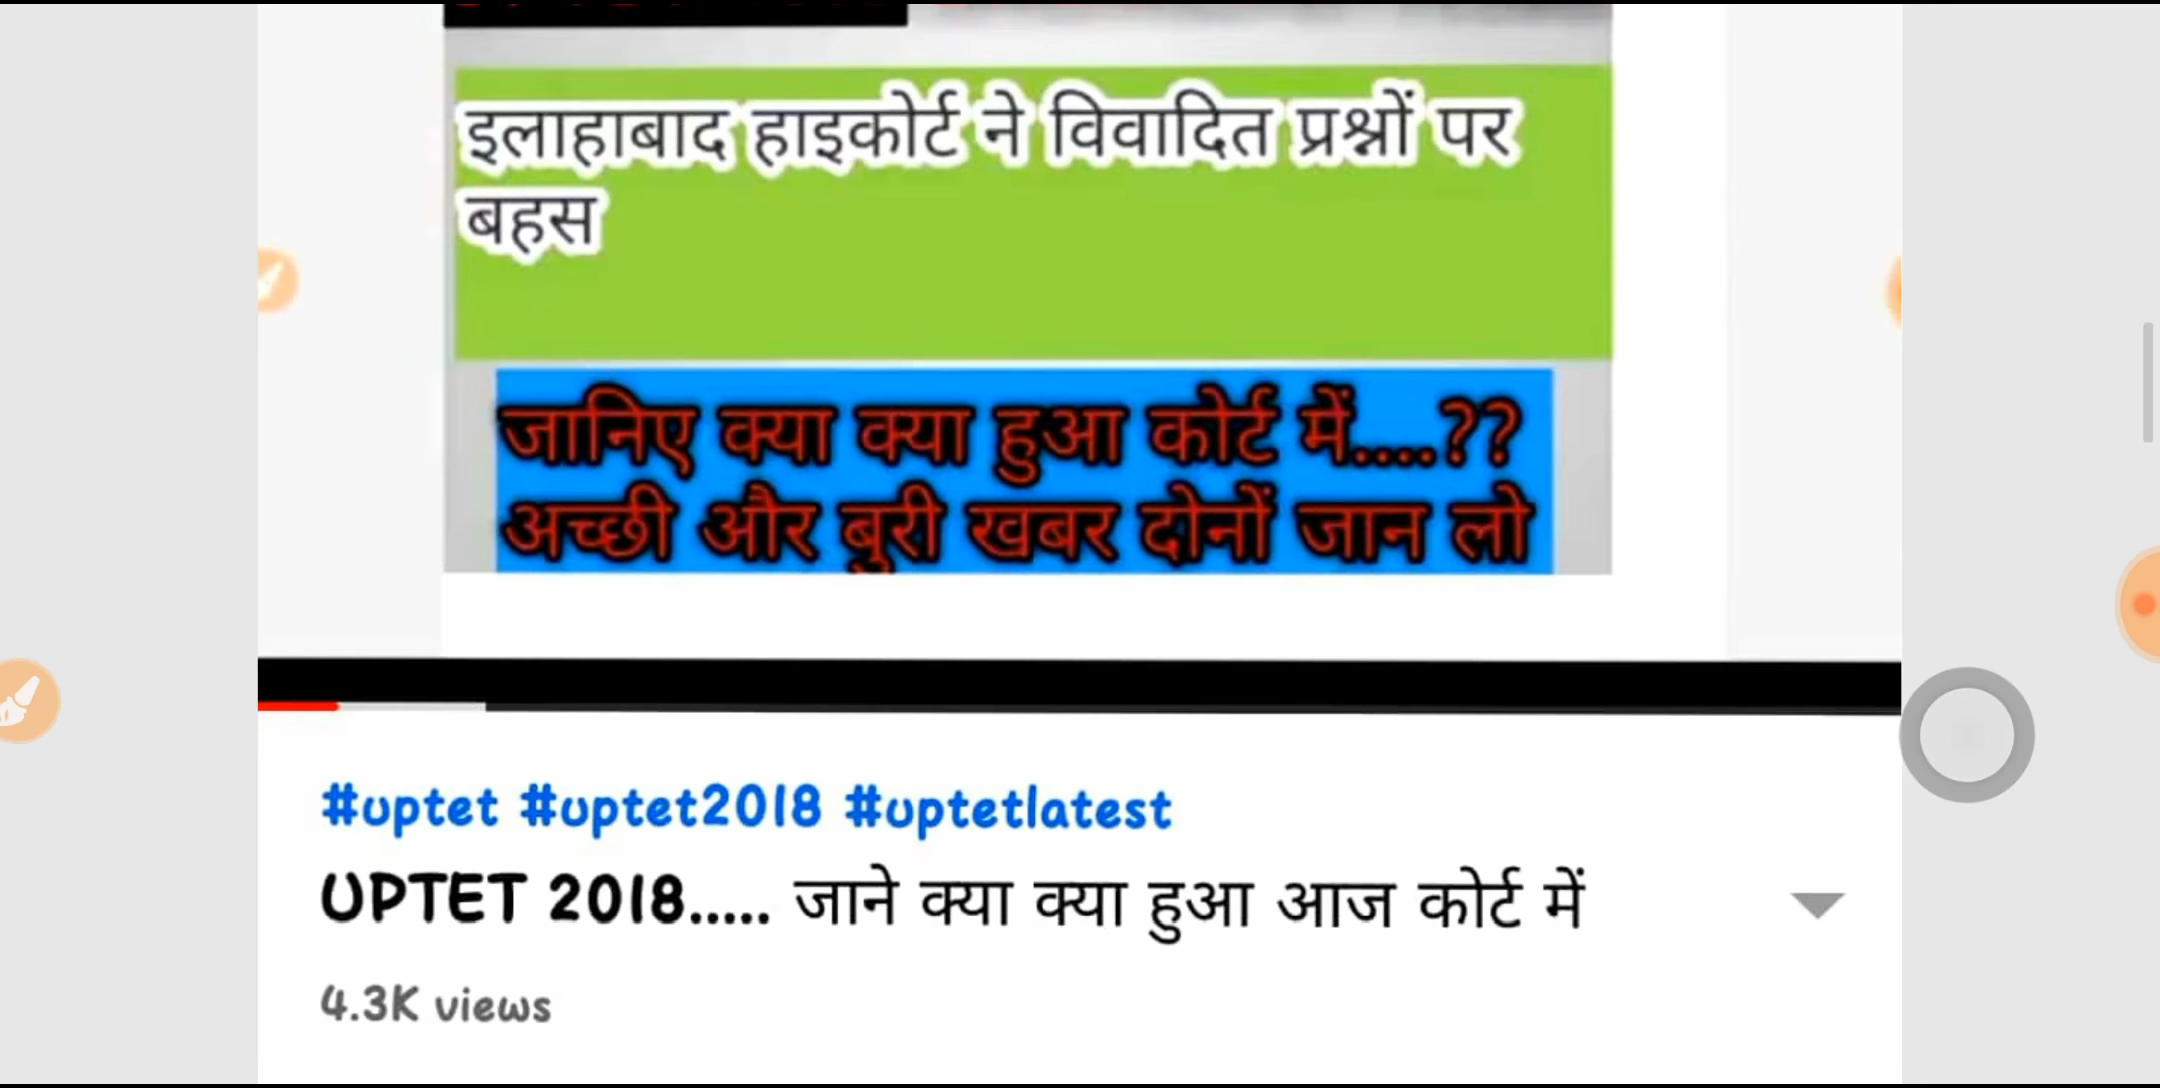 इलाहाबाद हाइकोर्ट ने विवादित प्रश्नों पर
बहस
जानिए क्या क्या हुआ कोर्ट में....??
अच्छी और बुरी खबर दोनों जान लो
#uptet #uptet2018 #uptetlatest
UPTET 2018..... जाने क्या क्या हुआ आज कोर्ट में
4.3K views